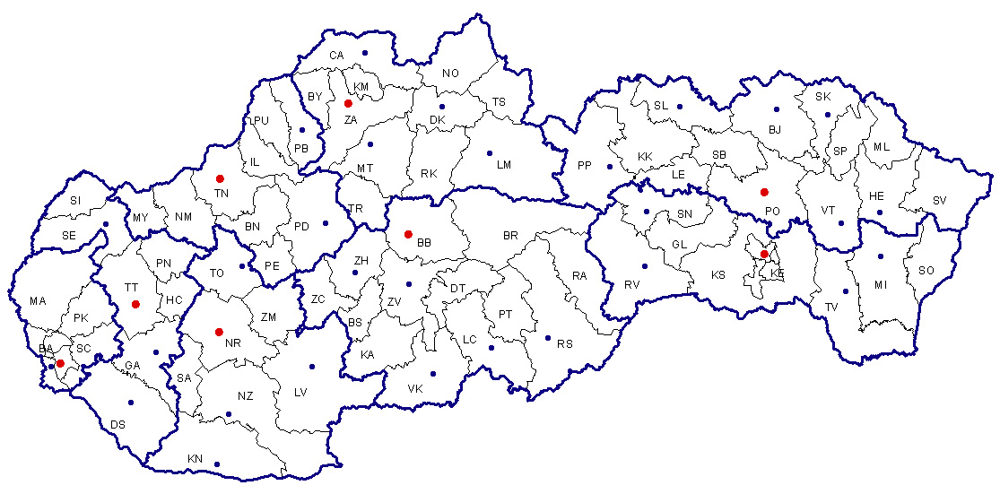 CA
NO
KM
BY
ZA
TS
DK
SK
SL
PU
BJ
PB
ML
SP
KK
SB
IL
MT
RK
LM
PP
LE
TN
SI
TR
HE
SV
MY
NM
BN
PD
SN
PO
VT
SE
BB
BR
GL
PN
TO
PE
ZH
RA
KS
KE
SO
TT
RV
MI
MA
HC
ZC
ZV
DT
TV
PK
ZM
BS
PT
BA
SC
NR
LC
RS
GA
SA
KA
LV
VK
NZ
DS
KN